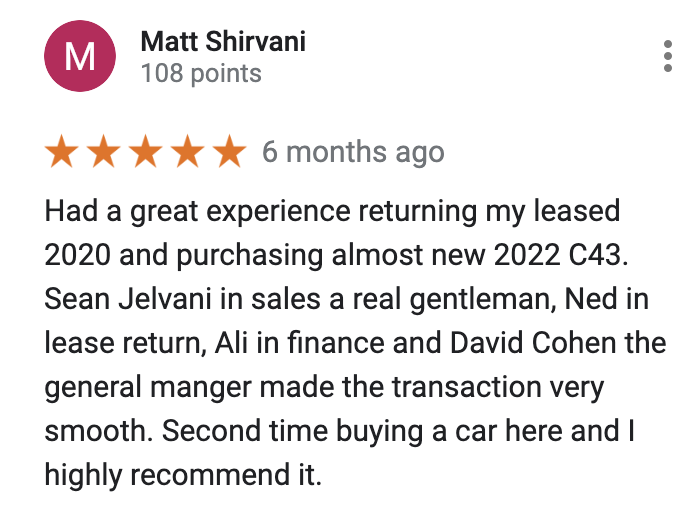 M
Matt Shirvani
108 points
6 months ago
Had a great experience returning my leased
2020 and purchasing almost new 2022 C43.
Sean Jelvani in sales a real gentleman, Ned in
lease return, Ali in finance and David Cohen the
general manger made the transaction very
smooth. Second time buying a car here and I
highly recommend it.